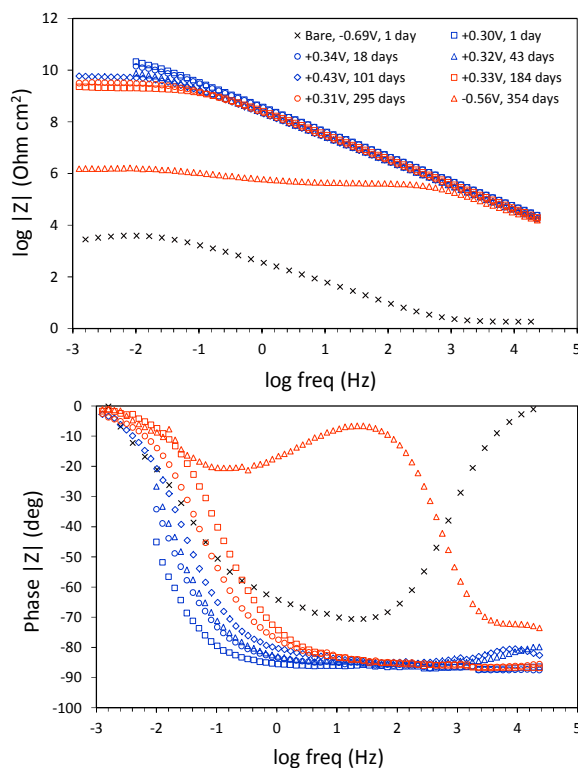 12
10
8
6
4
2
0
log |Z| (Ohm cm²)
× Bare, -0.69V, 1 day
□ +0.30V, 1 day
○ +0.34V, 18 days
△ +0.32V, 43 days
◇ +0.43V, 101 days
□ +0.33V, 184 days
○ +0.31V, 295 days
△ -0.56V, 354 days
-3 -2 -1 0 1 2 3 4 5
log freq (Hz)
0
-10
-20
-30
-40
-50
-60
-70
-80
-90
-100
Phase |Z| (deg)
-3 -2 -1 0 1 2 3 4 5
log freq (Hz)